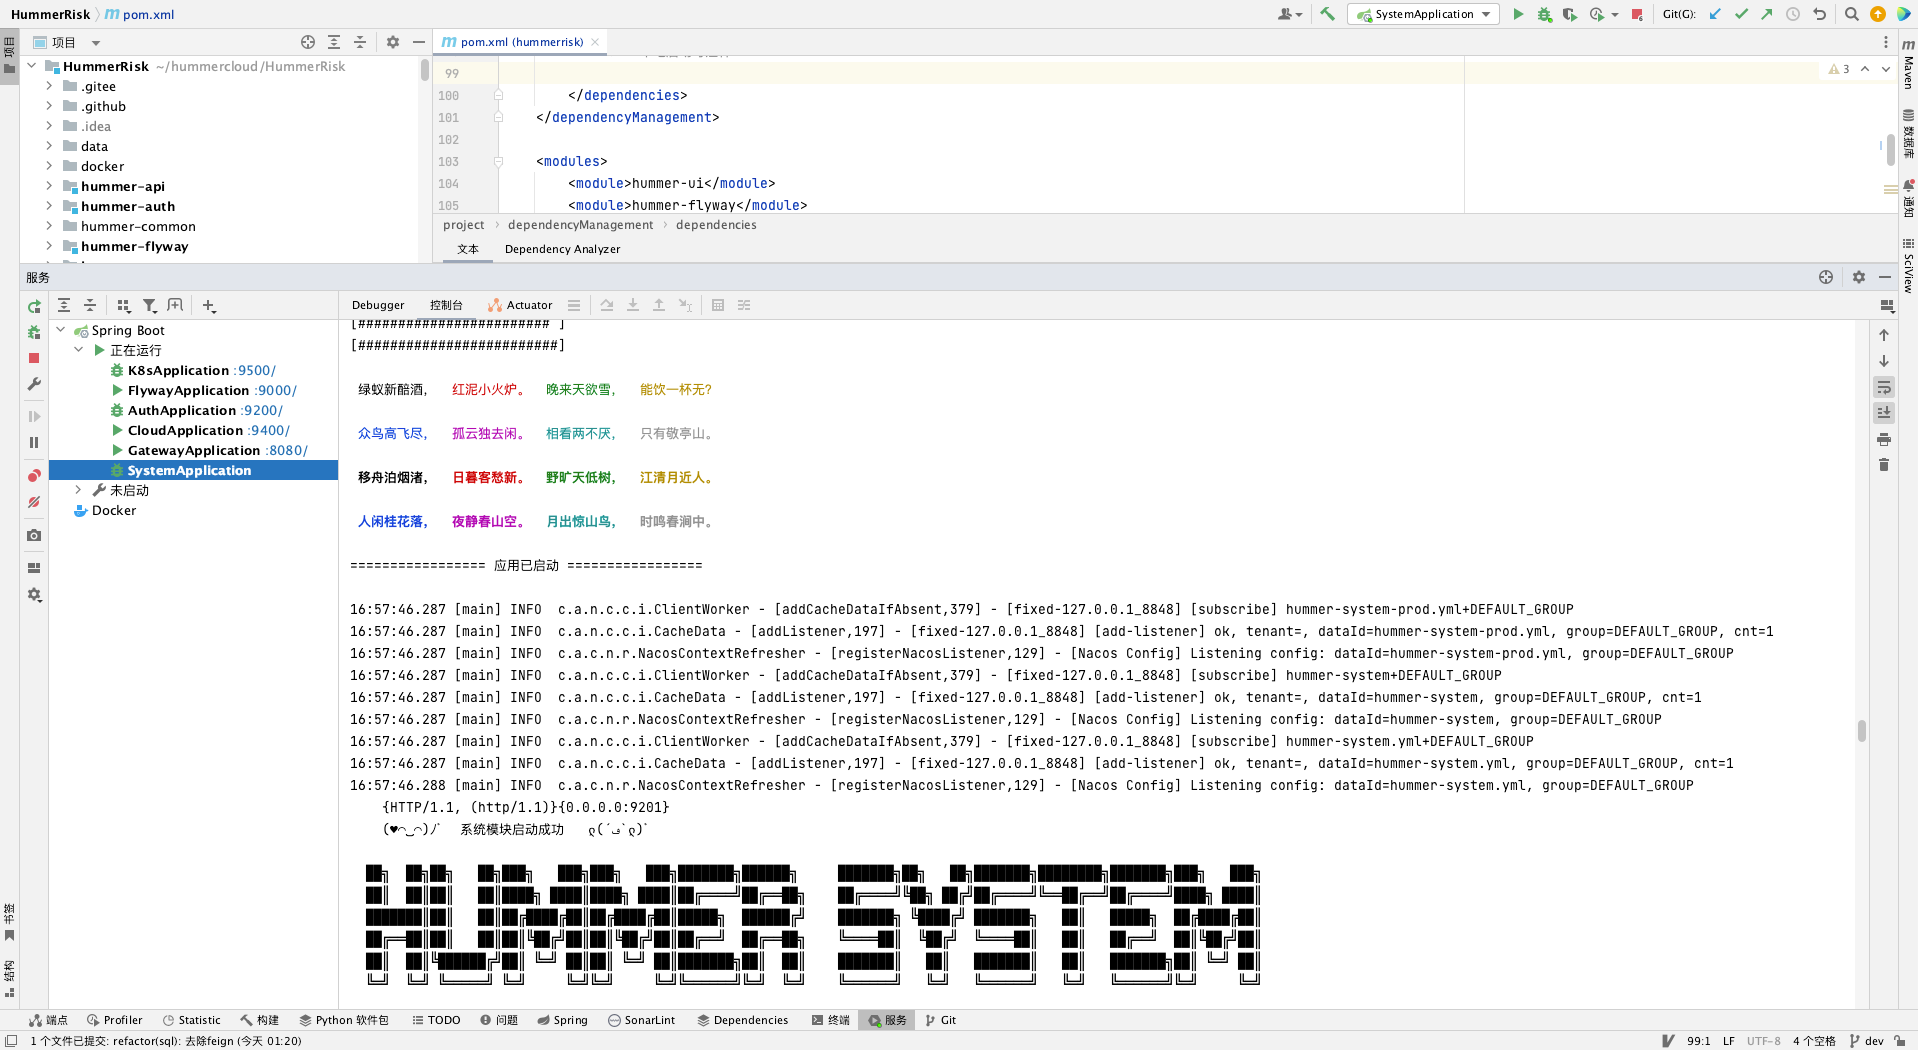 HummerRisk > pom.xml
SystemApplication
Git(G):
项目
pom.xml (hummerrisk)
HummerRisk ~/hummercloud/HummerRisk
.gitee
.github
.idea
data
docker
hummer-api
hummer-auth
hummer-common
hummer-flyway
99
3
100 </dependencies>
101 </dependencyManagement>
102
103 <modules>
104 <module>hummer-ui</module>
105 <module>hummer-flyway</module>
project > dependencyManagement > dependencies
文本 Dependency Analyzer
项目
Maven
数据库
通知
SciView
服务
Debugger 控制台 Actuator
Spring Boot
正在运行
K8sApplication :9500/
FlywayApplication :9000/
AuthApplication :9200/
CloudApplication :9400/
GatewayApplication :8080/
SystemApplication
未启动
Docker
[######################## ]
[#########################]
绿蚁新醅酒， 红泥小火炉。 晚来天欲雪， 能饮一杯无？
众鸟高飞尽， 孤云独去闲。 相看两不厌， 只有敬亭山。
移舟泊烟渚， 日暮客愁新。 野旷天低树， 江清月近人。
人闲桂花落， 夜静春山空。 月出惊山鸟， 时鸣春涧中。
================= 应用已启动 =================
16:57:46.287 [main] INFO c.a.n.c.c.i.ClientWorker - [addCacheDataIfAbsent,379] - [fixed-127.0.0.1_8848] [subscribe] hummer-system-prod.yml+DEFAULT_GROUP
16:57:46.287 [main] INFO c.a.n.c.c.i.CacheData - [addListener,197] - [fixed-127.0.0.1_8848] [add-listener] ok, tenant=, dataId=hummer-system-prod.yml, group=DEFAULT_GROUP, cnt=1
16:57:46.287 [main] INFO c.a.c.n.r.NacosContextRefresher - [registerNacosListener,129] - [Nacos Config] Listening config: dataId=hummer-system-prod.yml, group=DEFAULT_GROUP
16:57:46.287 [main] INFO c.a.n.c.c.i.ClientWorker - [addCacheDataIfAbsent,379] - [fixed-127.0.0.1_8848] [subscribe] hummer-system+DEFAULT_GROUP
16:57:46.287 [main] INFO c.a.n.c.c.i.CacheData - [addListener,197] - [fixed-127.0.0.1_8848] [add-listener] ok, tenant=, dataId=hummer-system, group=DEFAULT_GROUP, cnt=1
16:57:46.287 [main] INFO c.a.c.n.r.NacosContextRefresher - [registerNacosListener,129] - [Nacos Config] Listening config: dataId=hummer-system, group=DEFAULT_GROUP
16:57:46.287 [main] INFO c.a.n.c.c.i.ClientWorker - [addCacheDataIfAbsent,379] - [fixed-127.0.0.1_8848] [subscribe] hummer-system.yml+DEFAULT_GROUP
16:57:46.287 [main] INFO c.a.n.c.c.i.CacheData - [addListener,197] - [fixed-127.0.0.1_8848] [add-listener] ok, tenant=, dataId=hummer-system.yml, group=DEFAULT_GROUP, cnt=1
16:57:46.288 [main] INFO c.a.c.n.r.NacosContextRefresher - [registerNacosListener,129] - [Nacos Config] Listening config: dataId=hummer-system.yml, group=DEFAULT_GROUP
{HTTP/1.1, (http/1.1)}{0.0.0.0:9201}
(♥◠‿◠)ﾉﾞ 系统模块启动成功 ლ(´ڡ`ლ)ﾞ
HUMMER SYSTEM
书签
结构
端点 Profiler Statistic 构建 Python 软件包 TODO 问题 Spring SonarLint Dependencies 终端 服务 Git
1 个文件已提交: refactor(sql): 去除feign (今天 01:20)
99:1 LF UTF-8 4 个空格 dev